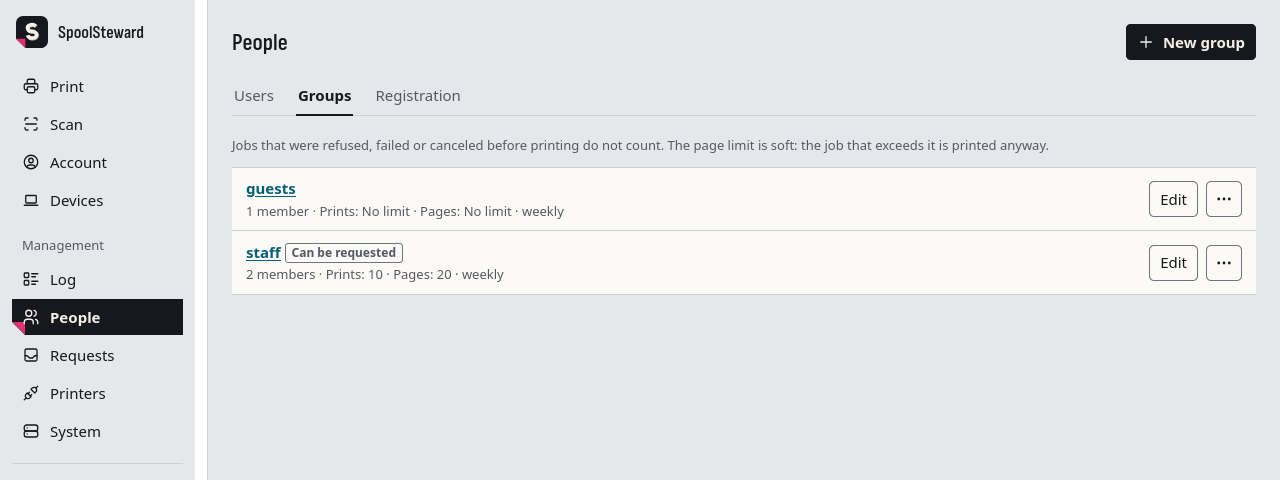 SpoolSteward
Print
Scan
Account
Devices
Management
Log
People
Requests
Printers
System
People
New group
Users Groups Registration
Jobs that were refused, failed or canceled before printing do not count. The page limit is soft: the job that exceeds it is printed anyway.
guests
1 member · Prints: No limit · Pages: No limit · weekly
Edit
staff Can be requested
2 members · Prints: 10 · Pages: 20 · weekly
Edit